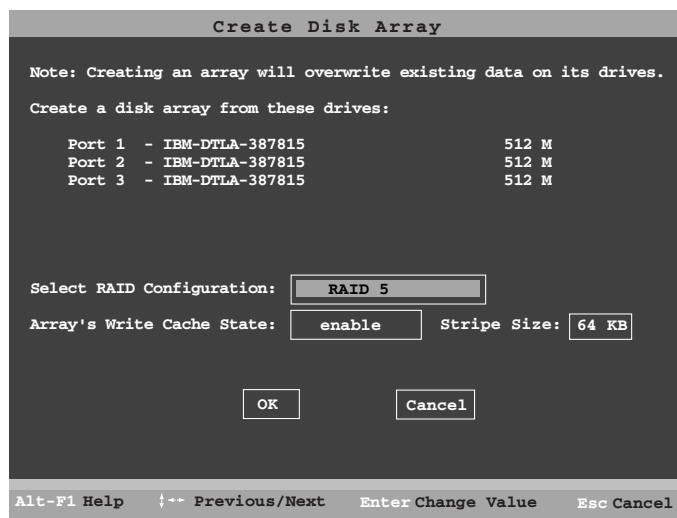 Create Disk Array
Note: Creating an array will overwrite existing data on its drives.
Create a disk array from these drives:
Port 1 - IBM-DTLA-387815 512 M
Port 2 - IBM-DTLA-387815 512 M
Port 3 - IBM-DTLA-387815 512 M
Select RAID Configuration: RAID 5
Array's Write Cache State: enable Stripe Size: 64 KB
OK Cancel
Alt-F1 Help ↕↔ Previous/Next Enter Change Value Esc Cancel